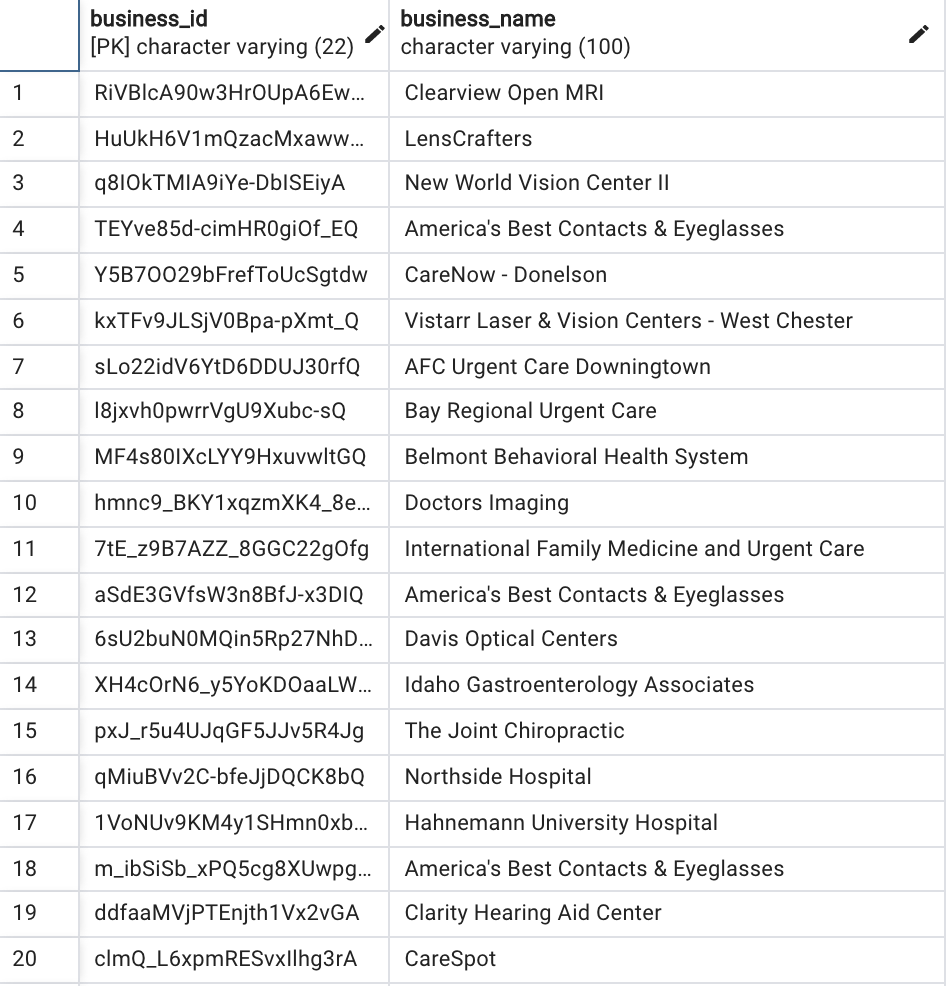 business_id business_name
[PK] character varying (22) character varying (100)
1 RiVBlcA90w3HrOUpA6Ew... Clearview Open MRI
2 HuUkH6V1mQzacMxaww... LensCrafters
3 q8IOkTMIA9iYe-DbISEiyA New World Vision Center II
4 TEYve85d-cimHR0giOf_EQ America's Best Contacts & Eyeglasses
5 Y5B7OO29bFrefToUcSgtdw CareNow - Donelson
6 kxTFv9JLSjV0Bpa-pXmt_Q Vistarr Laser & Vision Centers - West Chester
7 sLo22idV6YtD6DDUJ30rfQ AFC Urgent Care Downingtown
8 l8jxvh0pwrrVgU9Xubc-sQ Bay Regional Urgent Care
9 MF4s80IXcLYY9HxuvwltGQ Belmont Behavioral Health System
10 hmnc9_BKY1xqzmXK4_8e... Doctors Imaging
11 7tE_z9B7AZZ_8GGC22gOfg International Family Medicine and Urgent Care
12 aSdE3GVfsW3n8BfJ-x3DIQ America's Best Contacts & Eyeglasses
13 6sU2buN0MQin5Rp27NhD... Davis Optical Centers
14 XH4cOrN6_y5YoKDOaaLW... Idaho Gastroenterology Associates
15 pxJ_r5u4UJqGF5JJv5R4Jg The Joint Chiropractic
16 qMiuBVv2C-bfeJjDQCK8bQ Northside Hospital
17 1VoNUv9KM4y1SHmn0xb... Hahnemann University Hospital
18 m_ibSiSb_xPQ5cg8XUwpg... America's Best Contacts & Eyeglasses
19 ddfaaMVjPTEnjth1Vx2vGA Clarity Hearing Aid Center
20 clmQ_L6xpmRESvxIlhg3rA CareSpot